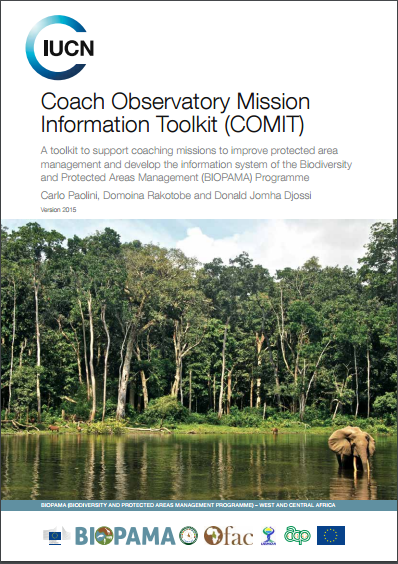 IUCN
Coach Observatory Mission
Information Toolkit (COMIT)
A toolkit to support coaching missions to improve protected area
management and develop the information system of the Biodiversity
and Protected Areas Management (BIOPAMA) Programme
Carlo Paolini, Domoina Rakotobe and Donald Jomha Djossi
Version 2015
BIOPAMA (BIODIVERSITY AND PROTECTED AREAS MANAGEMENT PROGRAMME) – WEST AND CENTRAL AFRICA
BIOPAMA
Ofac
acp